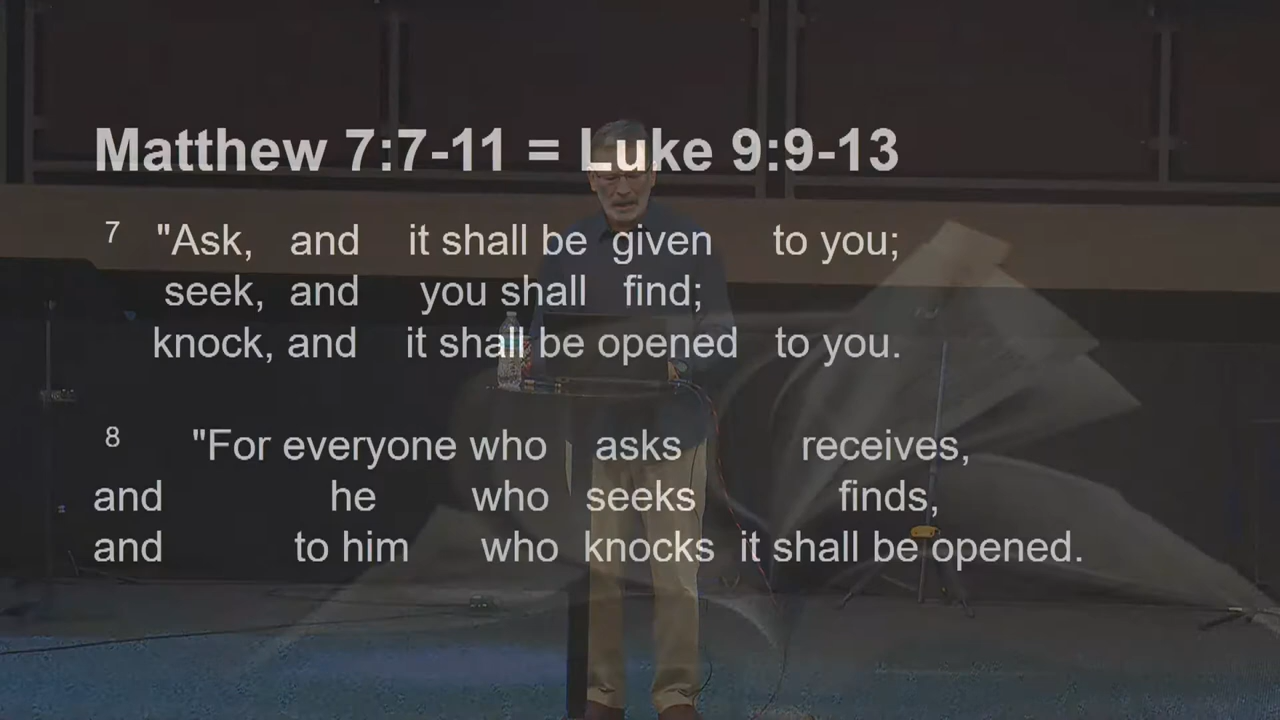 Matthew 7:7-11 = Luke 9:9-13
7 "Ask, and it shall be given to you;
seek, and you shall find;
knock, and it shall be opened to you.
8 "For everyone who asks receives,
and he who seeks finds,
and to him who knocks it shall be opened.